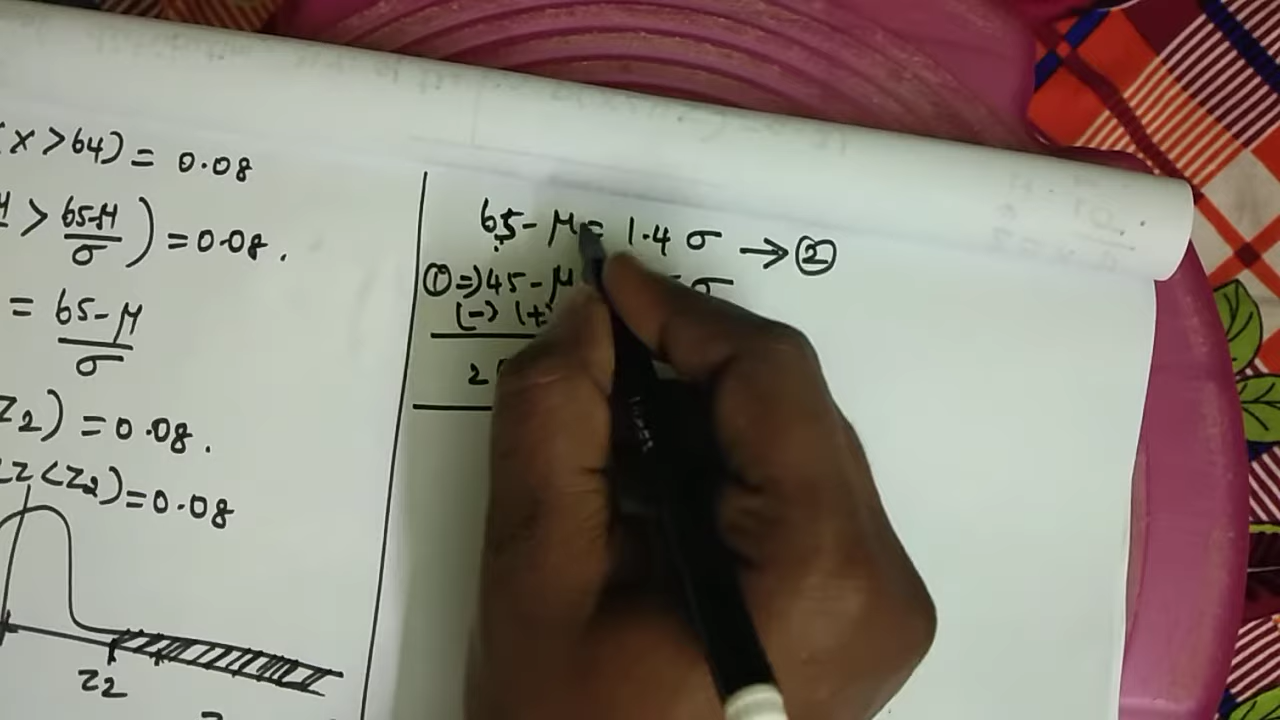 (x > 64) = 0.08
> 65-μ/σ) = 0.08.
= 65-μ/σ
Z2) = 0.08.
LZ<Z2) = 0.08
Z2
65-μ = 1.4 σ → ②
① ⇒) 45-μ σ
(-) (+)
2